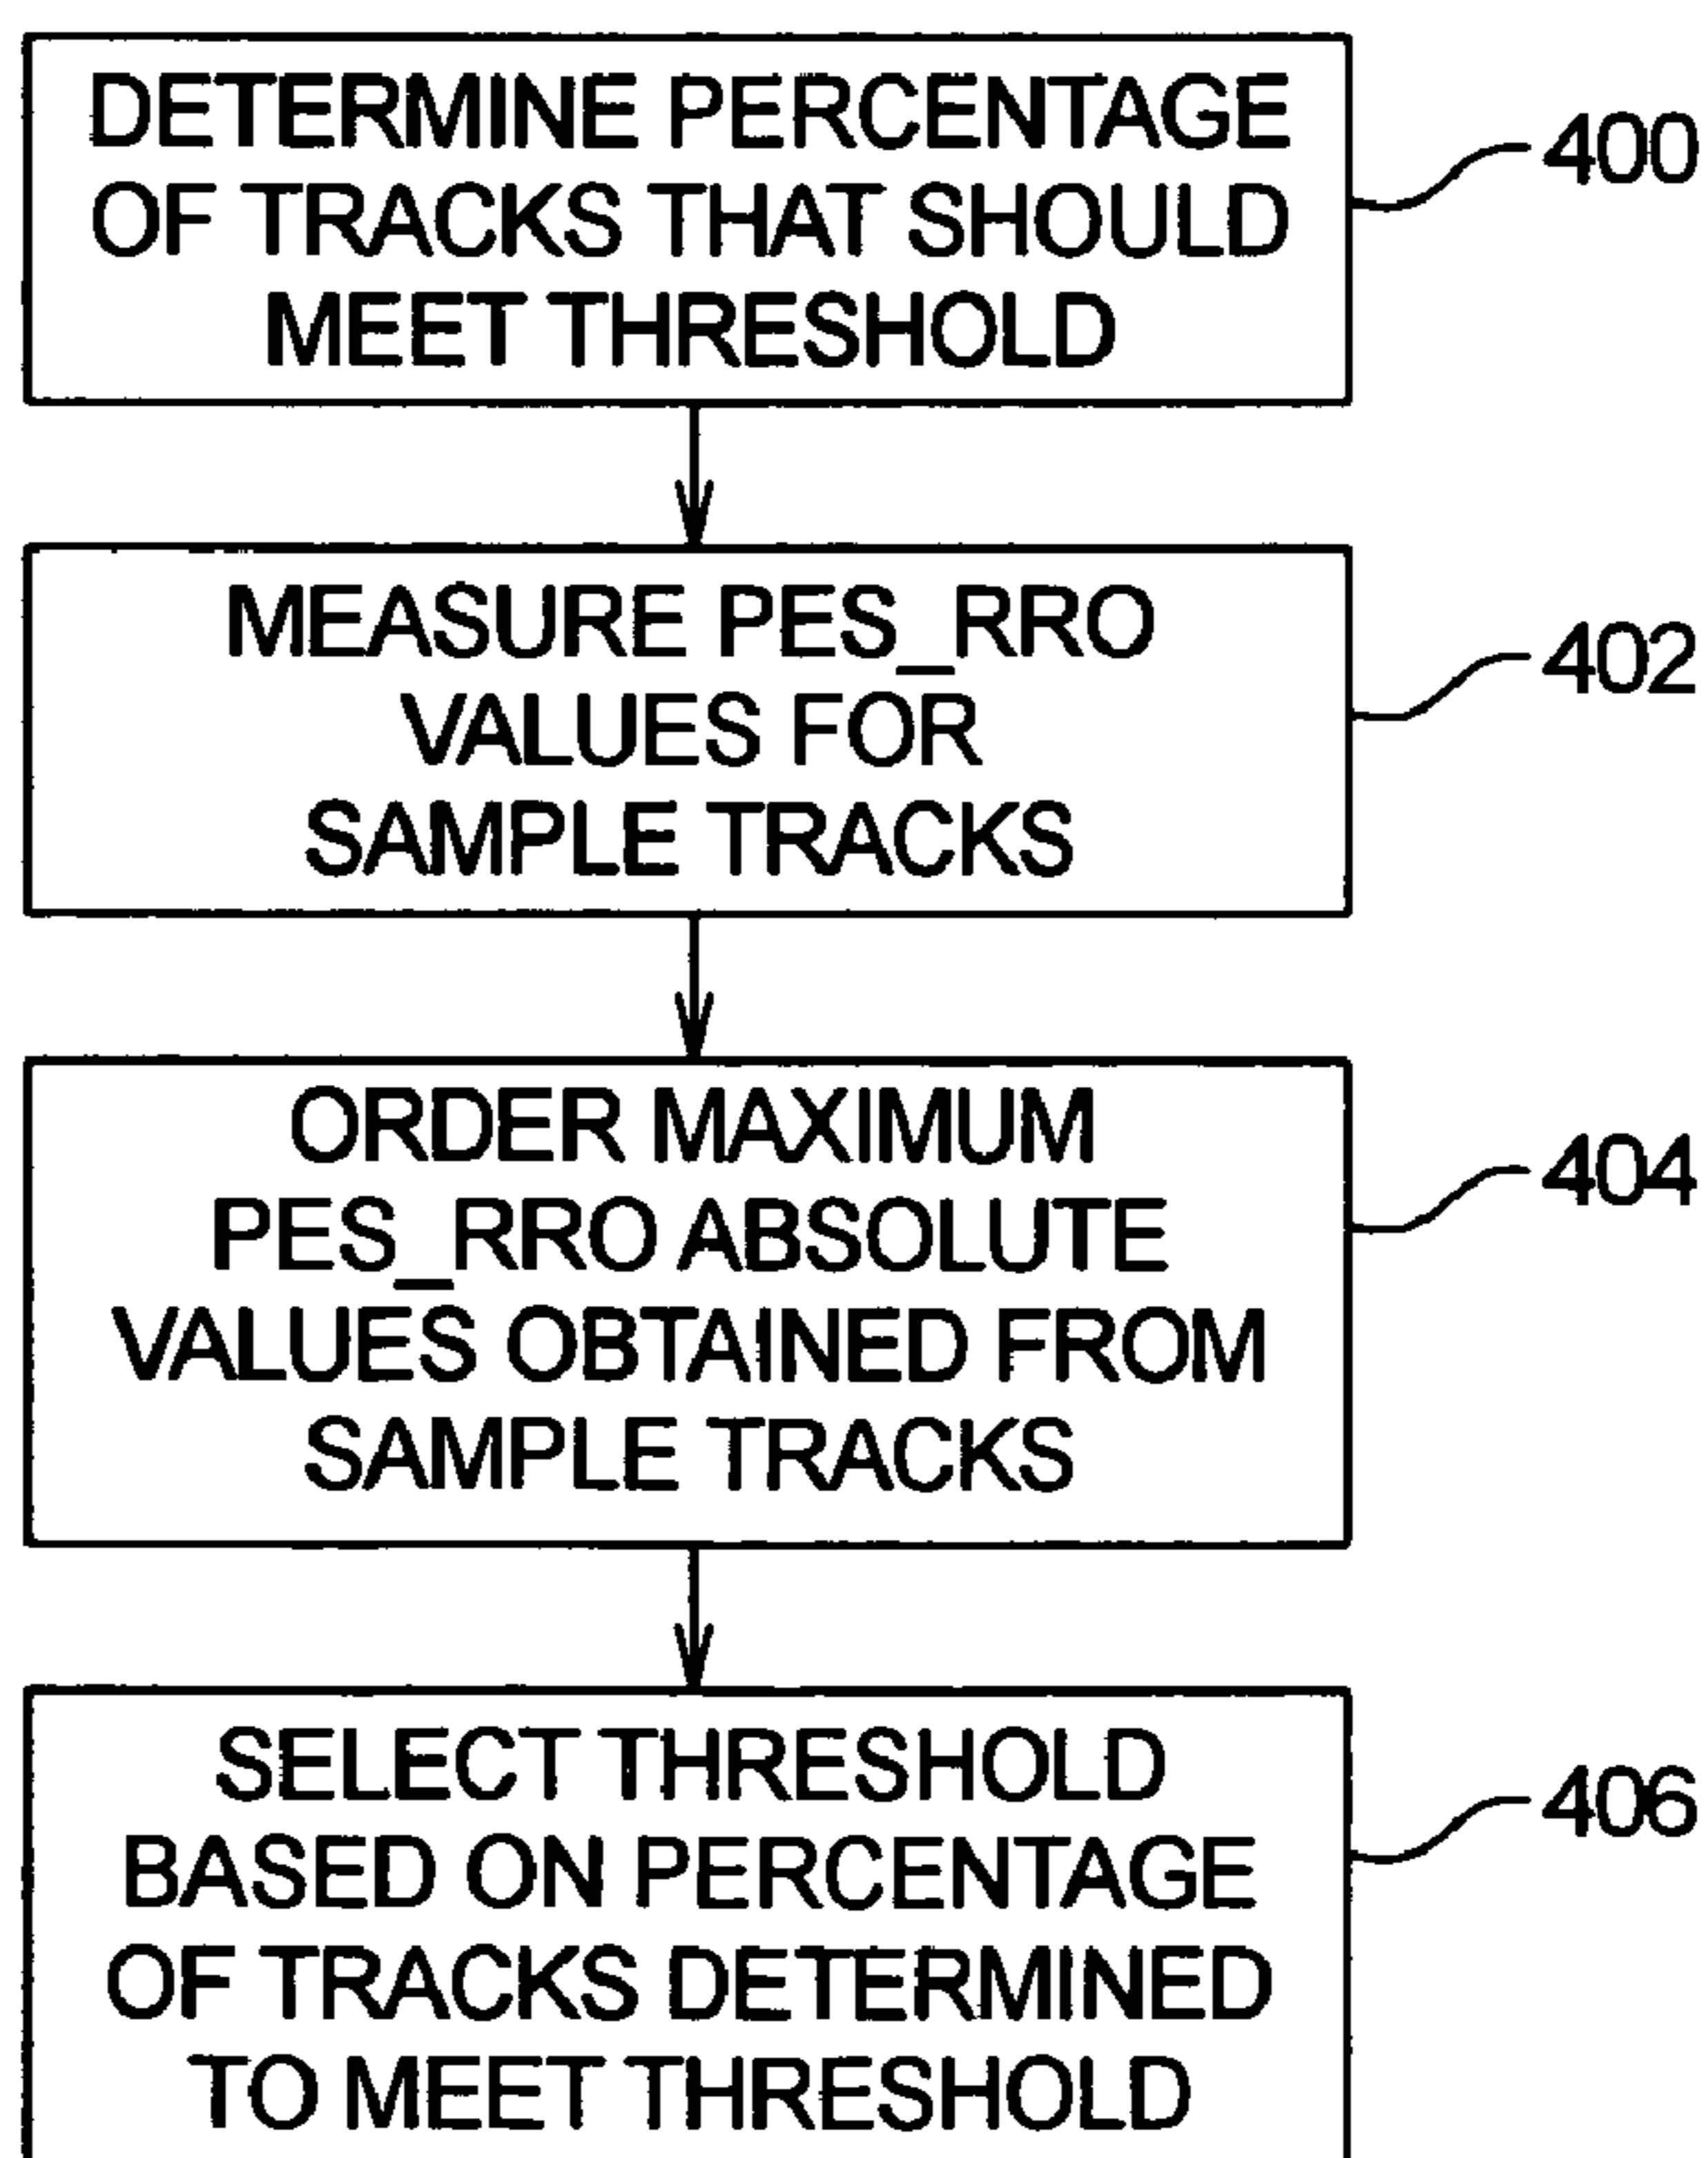 DETERMINE PERCENTAGE
OF TRACKS THAT SHOULD
MEET THRESHOLD
400
MEASURE PES_RRO
VALUES FOR
SAMPLE TRACKS
402
ORDER MAXIMUM
PES_RRO ABSOLUTE
VALUES OBTAINED FROM
SAMPLE TRACKS
404
SELECT THRESHOLD
BASED ON PERCENTAGE
OF TRACKS DETERMINED
TO MEET THRESHOLD
406